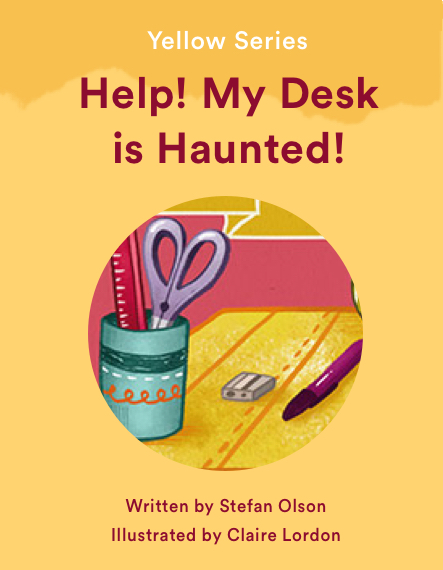 Yellow Series
Help! My Desk
is Haunted!
Written by Stefan Olson
Illustrated by Claire Lordon